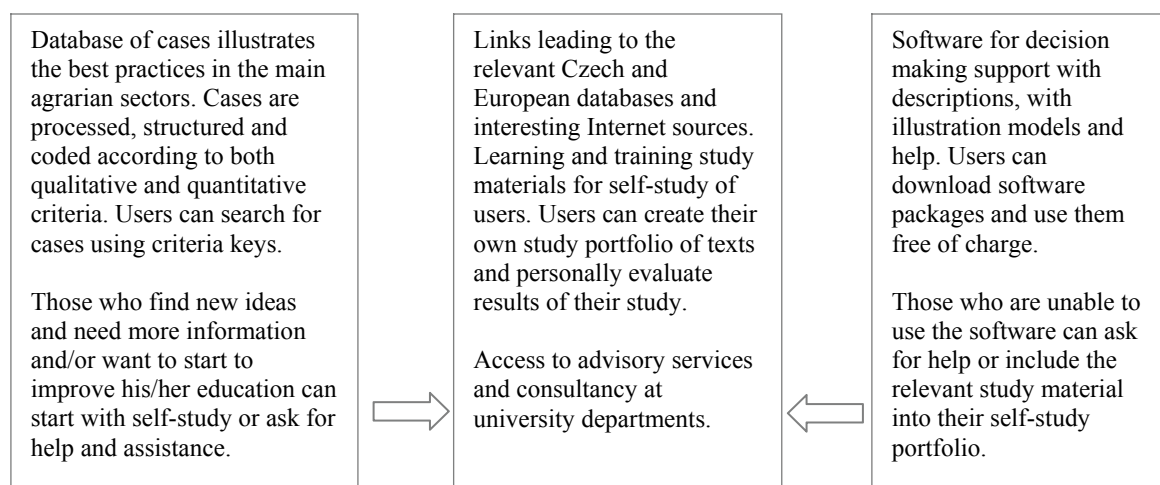 Database of cases illustrates
the best practices in the main
agrarian sectors. Cases are
processed, structured and
coded according to both
qualitative and quantitative
criteria. Users can search for
cases using criteria keys.
Those who find new ideas
and need more information
and/or want to start to
improve his/her education can
start with self-study or ask for
help and assistance.
Links leading to the
relevant Czech and
European databases and
interesting Internet sources.
Learning and training study
materials for self-study of
users. Users can create their
own study portfolio of texts
and personally evaluate
results of their study.
Access to advisory services
and consultancy at
university departments.
Software for decision
making support with
descriptions, with
illustration models and
help. Users can
download software
packages and use them
free of charge.
Those who are unable to
use the software can ask
for help or include the
relevant study material
into their self-study
portfolio.